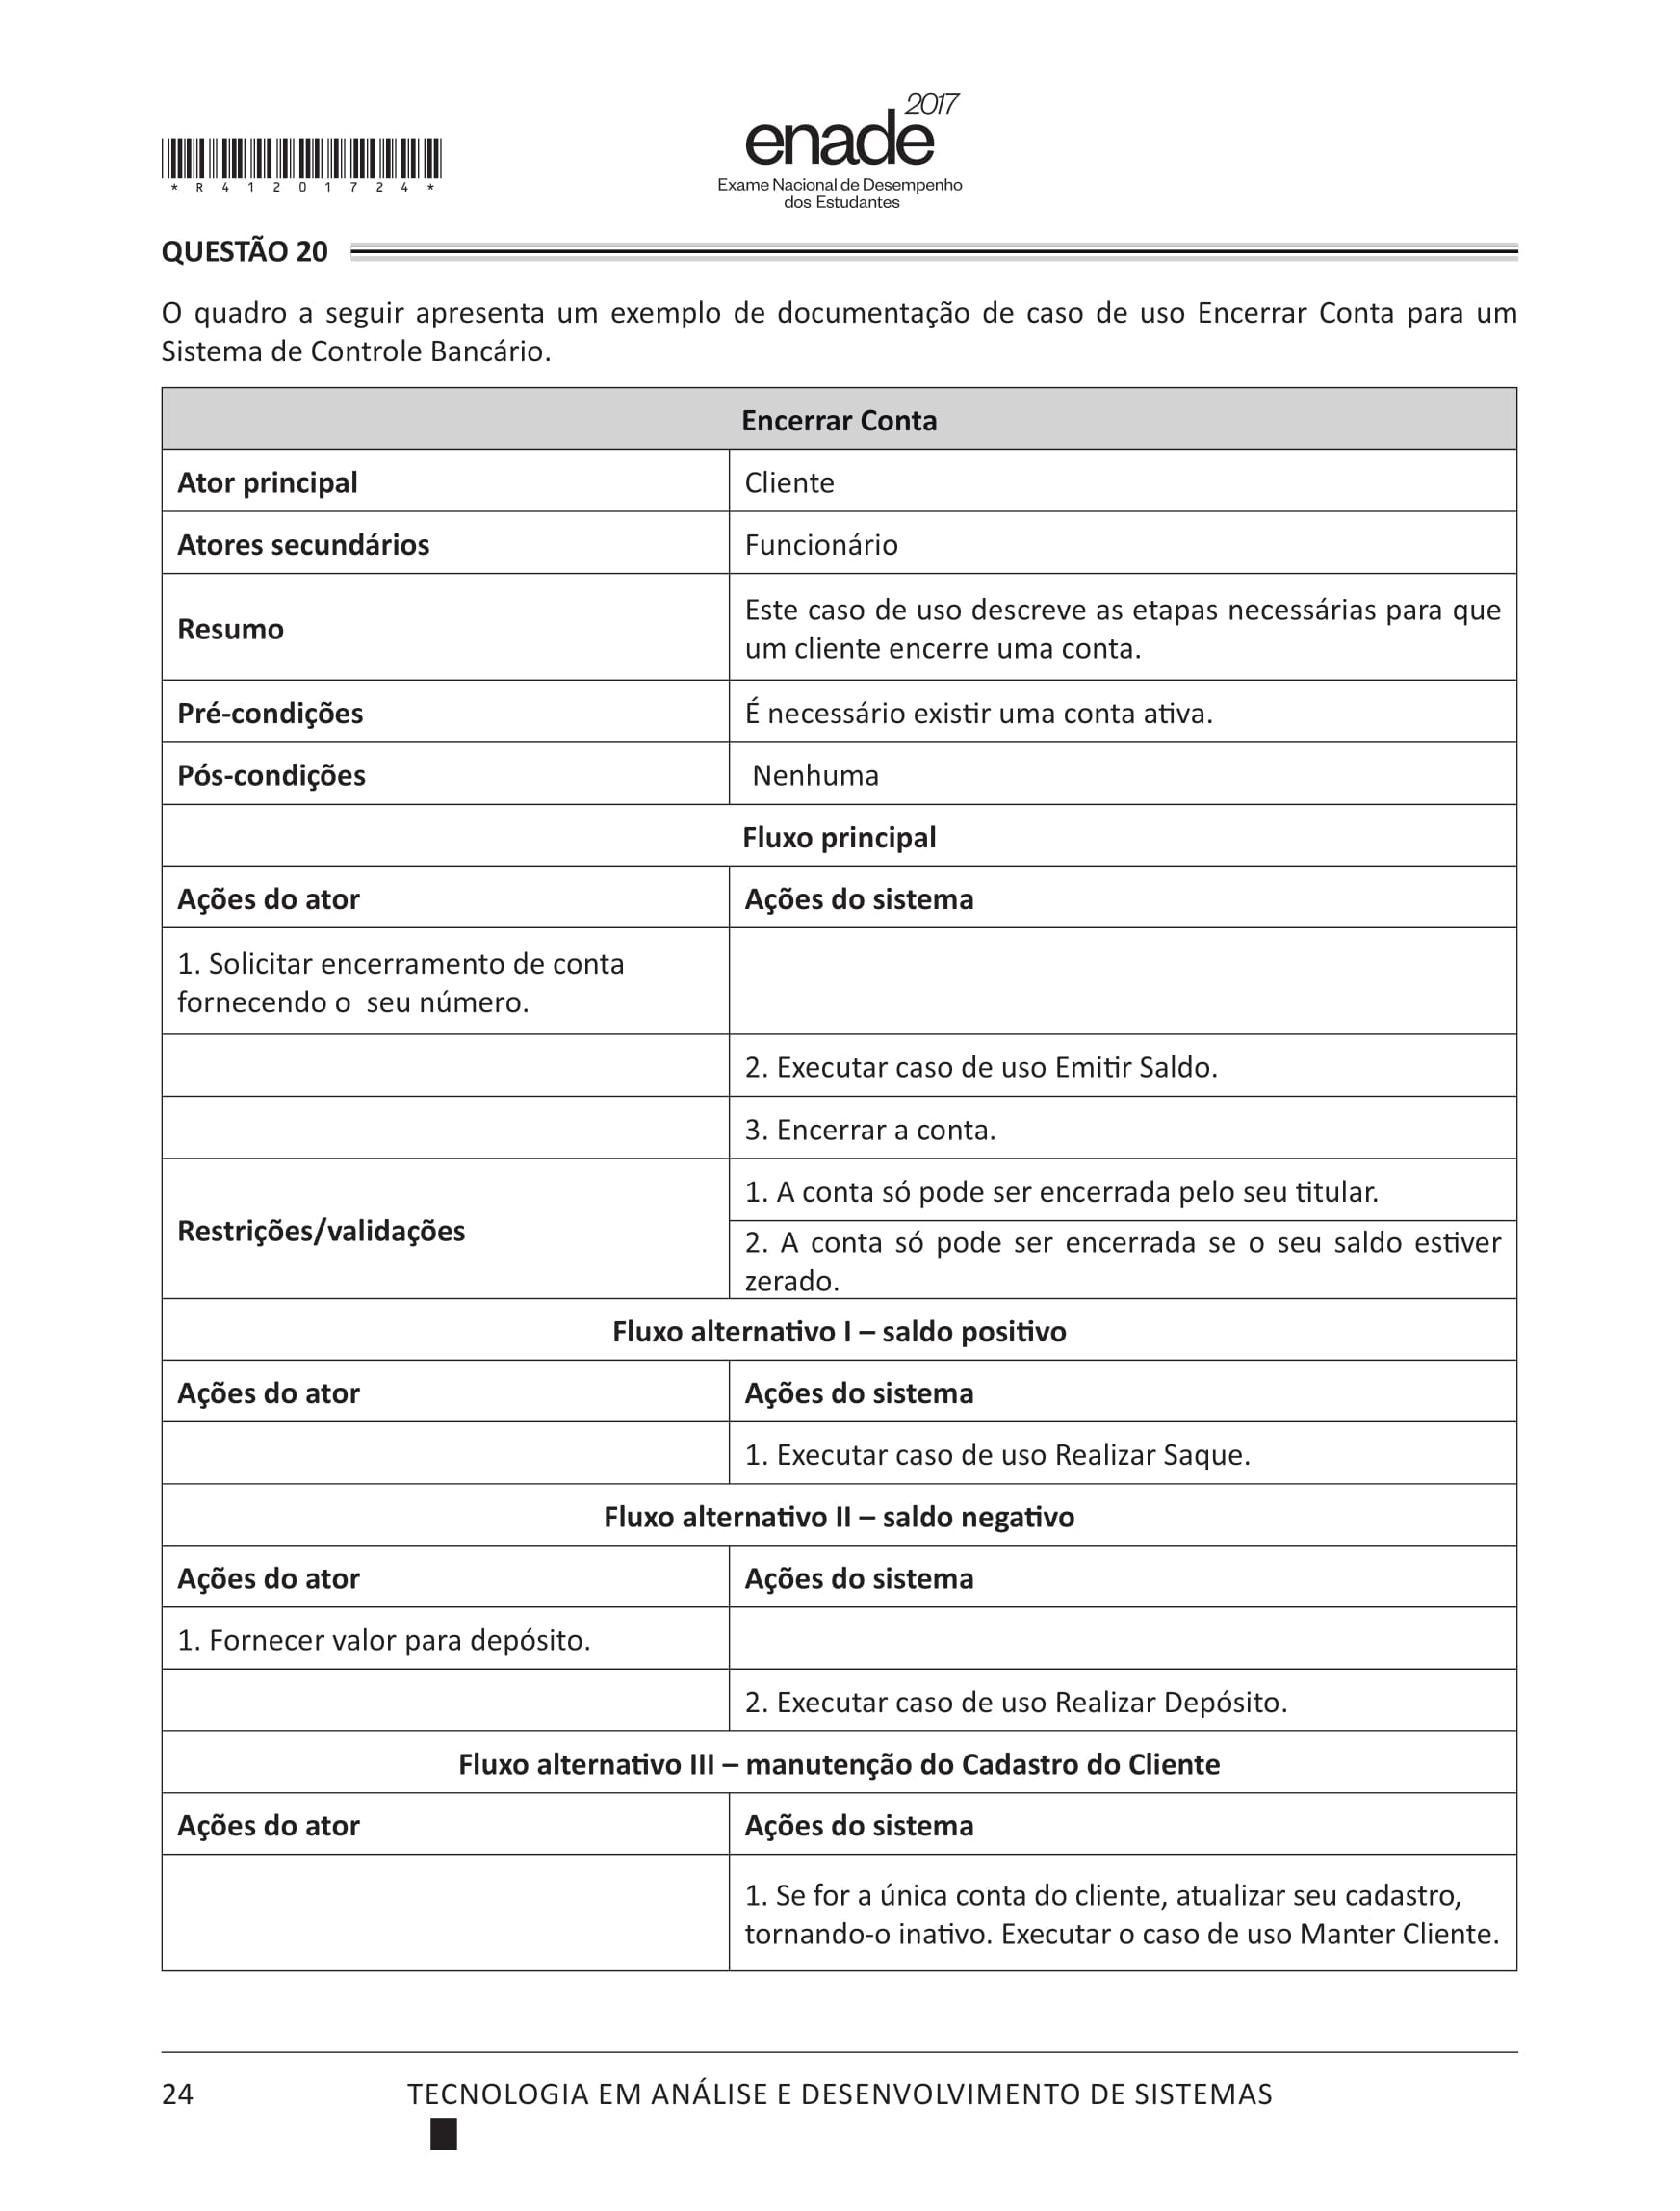 2017
enade
Exame Nacional de Desempenho
dos Estudantes
*R41201724*
QUESTÃO 20
O quadro a seguir apresenta um exemplo de documentação de caso de uso Encerrar Conta para um
Sistema de Controle Bancário.
Encerrar Conta
Ator principal
Cliente
Atores secundários
Funcionário
Resumo
Este caso de uso descreve as etapas necessárias para que
um cliente encerre uma conta.
Pré-condições
É necessário existir uma conta ativa.
Pós-condições
Nenhuma
Fluxo principal
Ações do ator
Ações do sistema
1. Solicitar encerramento de conta
fornecendo o seu número.
2. Executar caso de uso Emitir Saldo.
3. Encerrar a conta.
Restrições/validações
1. A conta só pode ser encerrada pelo seu titular.
2. A conta só pode ser encerrada se o seu saldo estiver
zerado.
Fluxo alternativo I – saldo positivo
Ações do ator
Ações do sistema
1. Executar caso de uso Realizar Saque.
Fluxo alternativo II – saldo negativo
Ações do ator
Ações do sistema
1. Fornecer valor para depósito.
2. Executar caso de uso Realizar Depósito.
Fluxo alternativo III – manutenção do Cadastro do Cliente
Ações do ator
Ações do sistema
1. Se for a única conta do cliente, atualizar seu cadastro,
tornando-o inativo. Executar o caso de uso Manter Cliente.
24
TECNOLOGIA EM ANÁLISE E DESENVOLVIMENTO DE SISTEMAS